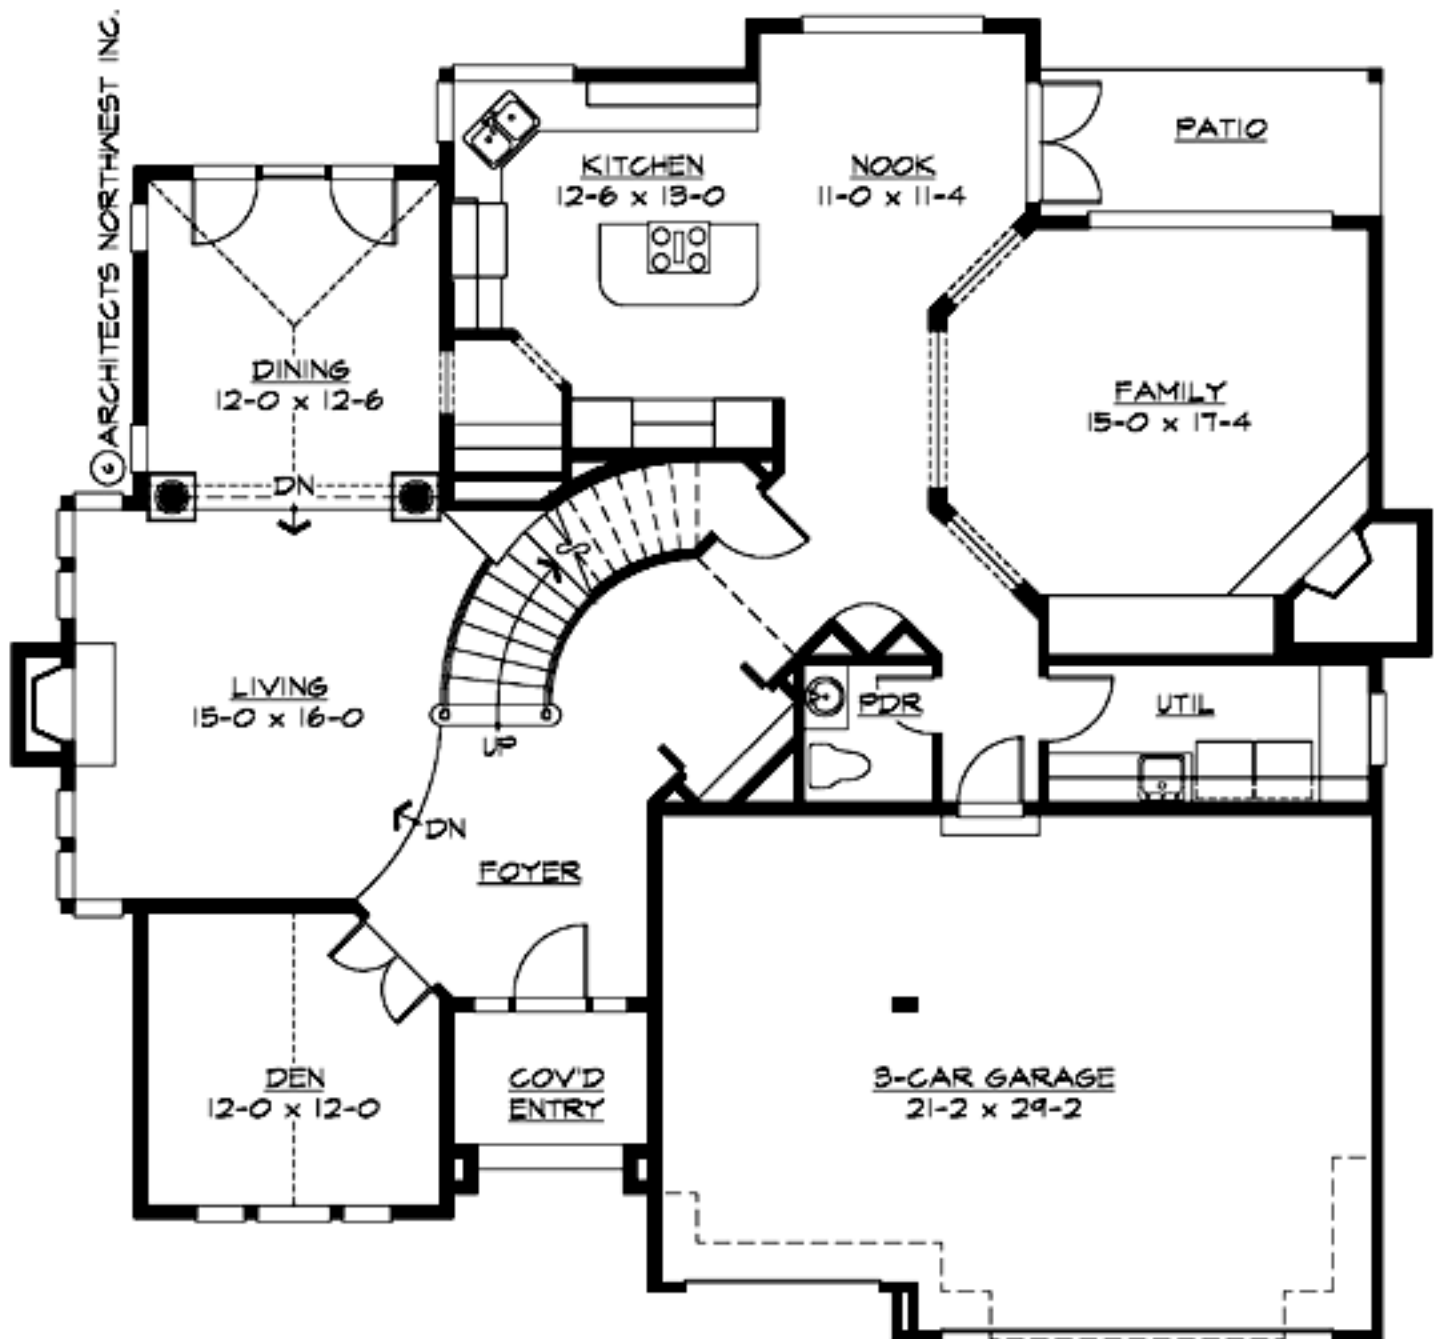 ©ARCHITECTS NORTHWEST INC.
PATIO
KITCHEN
12-6 x 13-0
NOOK
11-0 x 11-4
DINING
12-0 x 12-6
FAMILY
15-0 x 17-4
DN
LIVING
15-0 x 16-0
PDR
UTIL
UP
DN
FOYER
DEN
12-0 x 12-0
COV'D
ENTRY
3-CAR GARAGE
21-2 x 29-2